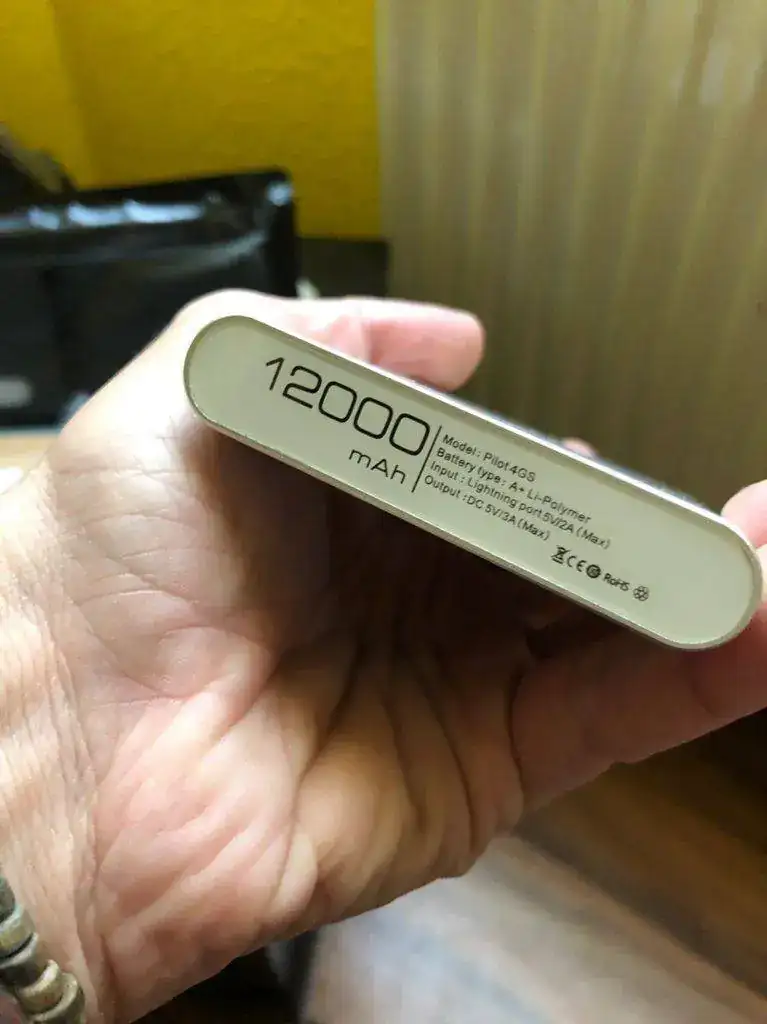 12000
mAh
Model: Pilot 4GS
Battery type: A+ Li-Polymer
Input: Lightning port 5V/2A (Max)
Output: DC 5V/3A (Max)
CE RoHS